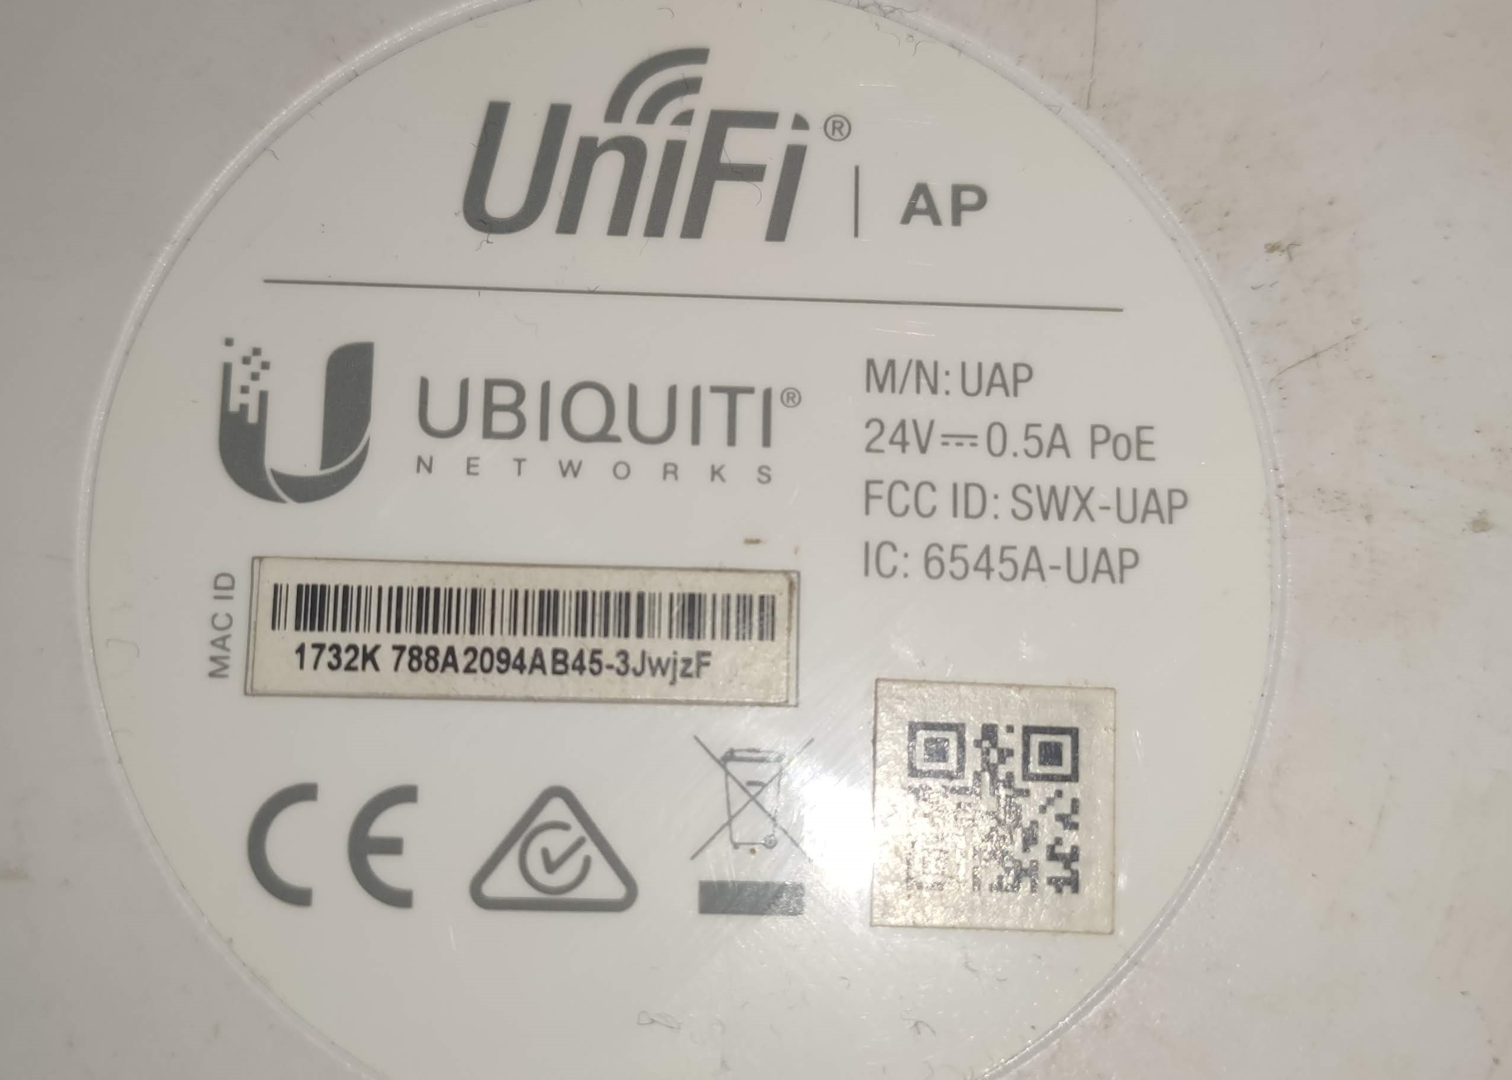 UniFi® | AP
UBIQUITI®
NETWORKS
M/N: UAP
24V⎓0.5A PoE
FCC ID: SWX-UAP
IC: 6545A-UAP
MAC ID
1732K 788A2094AB45-3JwjzF
CE